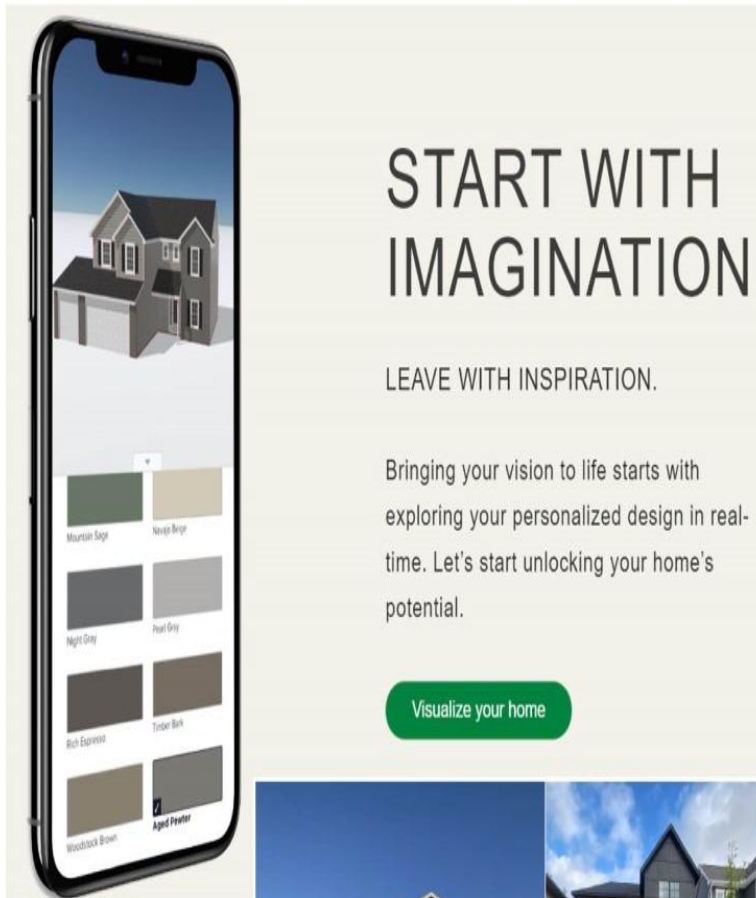 START WITH
IMAGINATION
LEAVE WITH INSPIRATION.
Bringing your vision to life starts with
exploring your personalized design in real-
time. Let’s start unlocking your home’s
potential.
Visualize your home
Mountain Sage
Navajo Beige
Night Gray
Pearl Gray
Rich Espresso
Timber Bark
Woodstock Brown
Aged Pewter